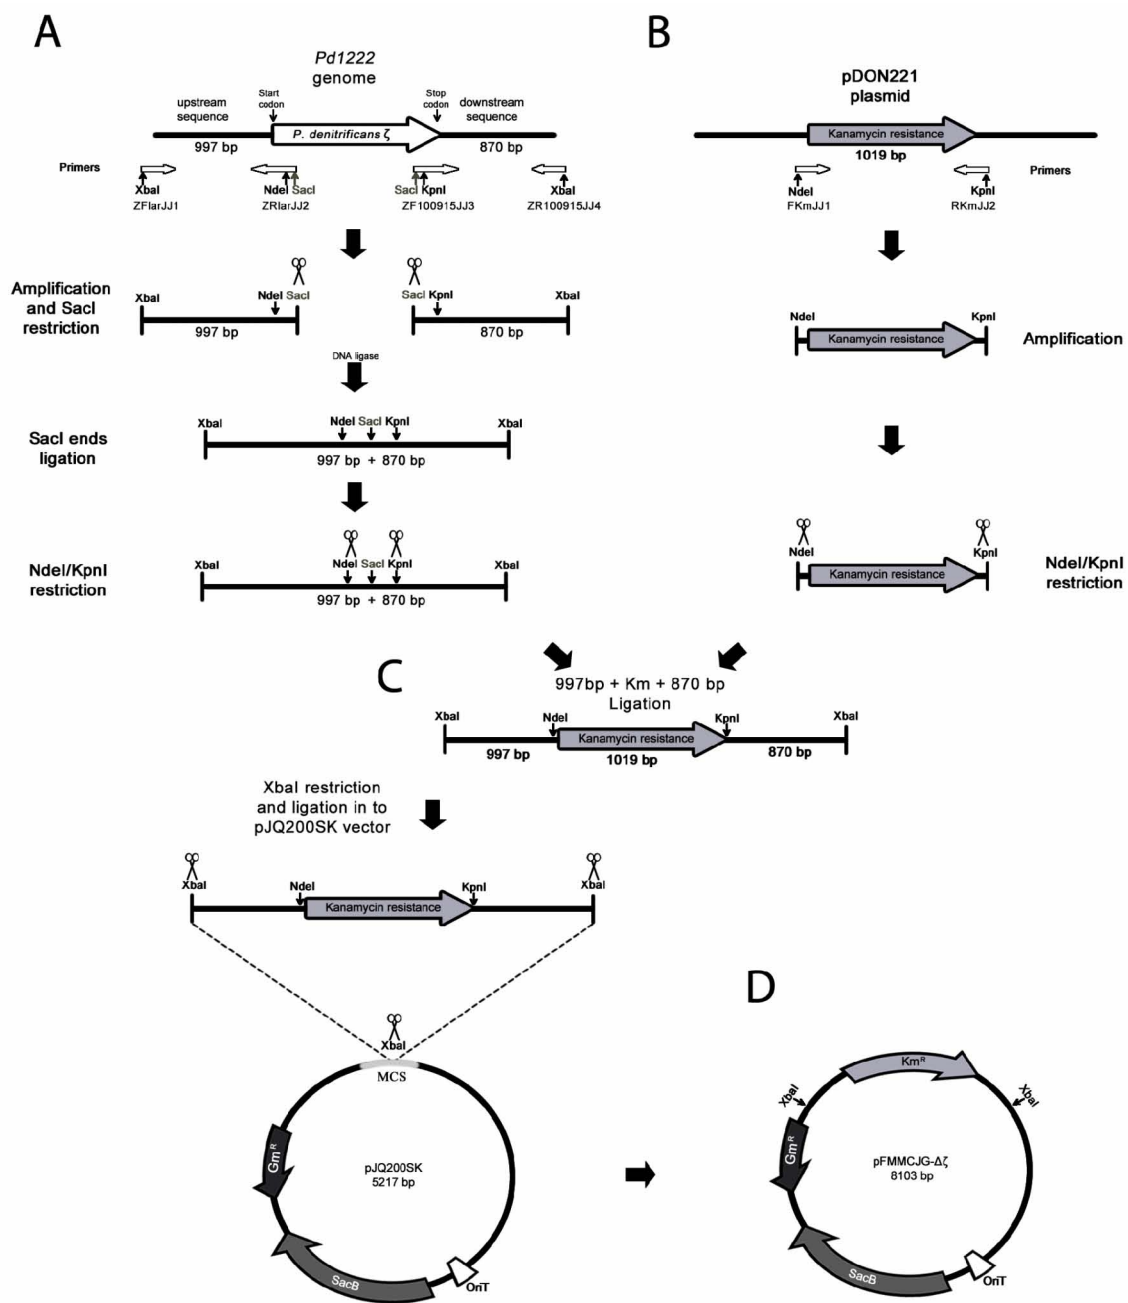 A
Pd1222
genome
upstream
sequence
Start
codon
Stop
codon
downstream
sequence
P. denitrificans ζ
997 bp
870 bp
Primers
XbaI
NdeI
SacI
SacI
KpnI
XbaI
ZFlarJJ1
ZRlarJJ2
ZF100915JJ3
ZR100915JJ4
B
pDON221
plasmid
Kanamycin resistance
1019 bp
Primers
NdeI
KpnI
FKmJJ1
RKmJJ2
Amplification
and SacI
restriction
XbaI
NdeI
SacI
SacI
KpnI
XbaI
997 bp
870 bp
NdeI
KpnI
Kanamycin resistance
Amplification
DNA ligase
SacI ends
ligation
XbaI
NdeI
SacI
KpnI
XbaI
997 bp + 870 bp
NdeI/KpnI
restriction
XbaI
NdeI
SacI
KpnI
XbaI
997 bp + 870 bp
NdeI
KpnI
Kanamycin resistance
NdeI/KpnI
restriction
C
997bp + Km + 870 bp
Ligation
XbaI
NdeI
KpnI
XbaI
Kanamycin resistance
997 bp
1019 bp
870 bp
XbaI restriction
and ligation in to
pJQ200SK vector
XbaI
NdeI
KpnI
XbaI
Kanamycin resistance
XbaI
MCS
GmR
pJQ200SK
5217 bp
SacB
OriT
D
KmR
XbaI
XbaI
GmR
pFMMCJG-Δζ
8103 bp
SacB
OriT